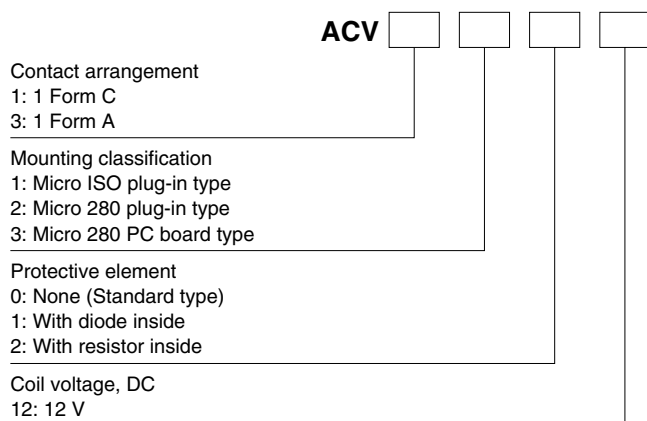 ACV
Contact arrangement
1: 1 Form C
3: 1 Form A
Mounting classification
1: Micro ISO plug-in type
2: Micro 280 plug-in type
3: Micro 280 PC board type
Protective element
0: None (Standard type)
1: With diode inside
2: With resistor inside
Coil voltage, DC
12: 12 V